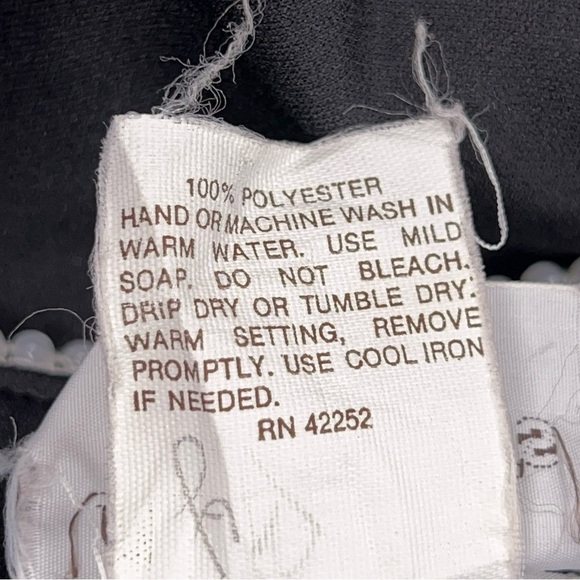 100% POLYESTER
HAND OR MACHINE WASH IN
WARM WATER. USE MILD
SOAP. DO NOT BLEACH.
DRIP DRY OR TUMBLE DRY.
WARM SETTING, REMOVE
PROMPTLY. USE COOL IRON
IF NEEDED.
RN 42252